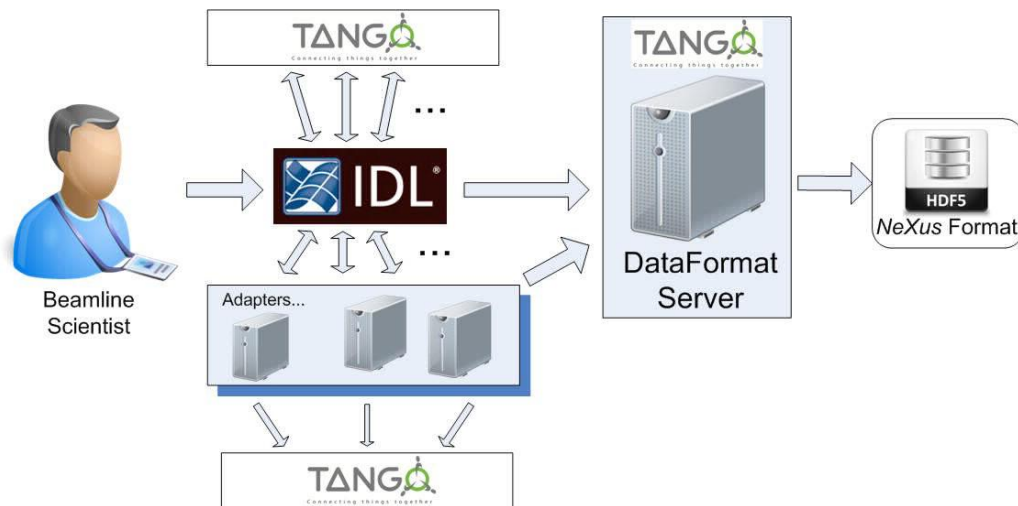 TANGO
Connecting things together
TANGO
Connecting things together
...
IDL®
HDF5
NeXus Format
...
DataFormat
Server
Beamline
Scientist
Adapters...
TANGO
Connecting things together